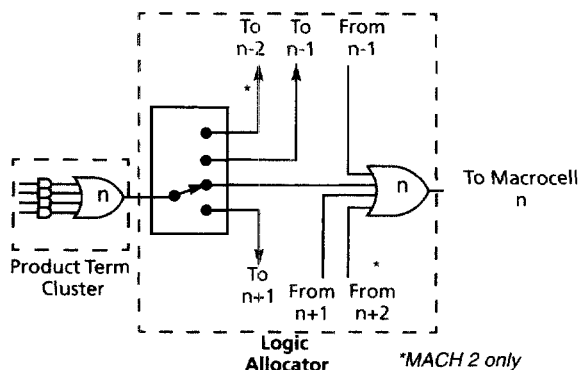 To
n-2
To
n-1
From
n-1
*
n
n
To Macrocell
n
Product Term
Cluster
To
n+1
From
n+1
*
From
n+2
Logic
Allocator
*MACH 2 only